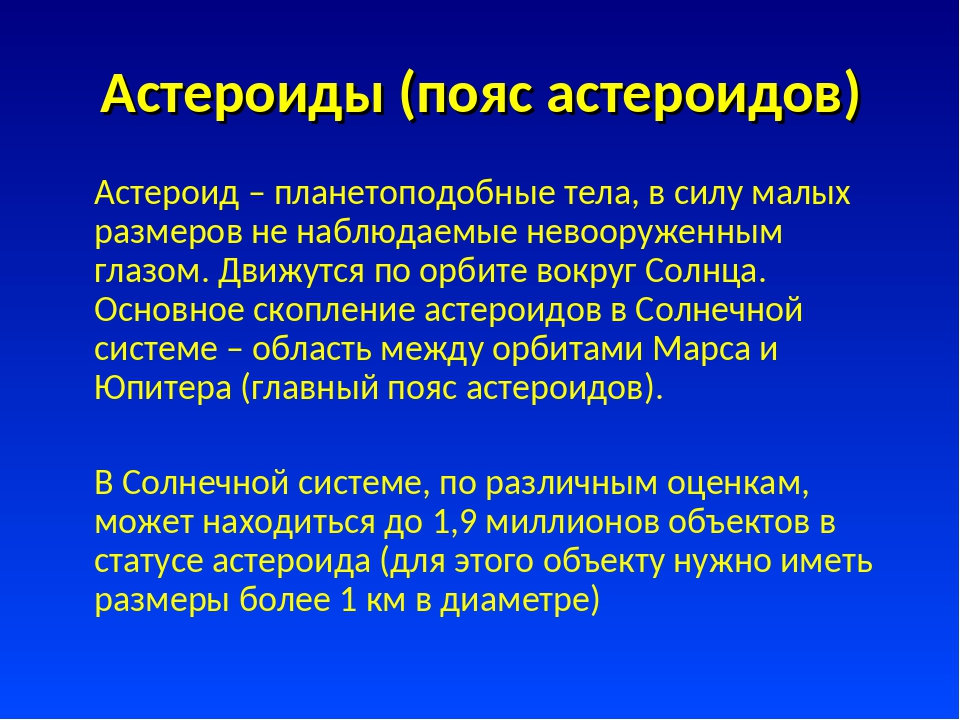 Астероиды (пояс астероидов)
Астероид – планетоподобные тела, в силу малых
размеров не наблюдаемые невооруженным
глазом. Движутся по орбите вокруг Солнца.
Основное скопление астероидов в Солнечной
системе – область между орбитами Марса и
Юпитера (главный пояс астероидов).
В Солнечной системе, по различным оценкам,
может находиться до 1,9 миллионов объектов в
статусе астероида (для этого объекту нужно иметь
размеры более 1 км в диаметре)